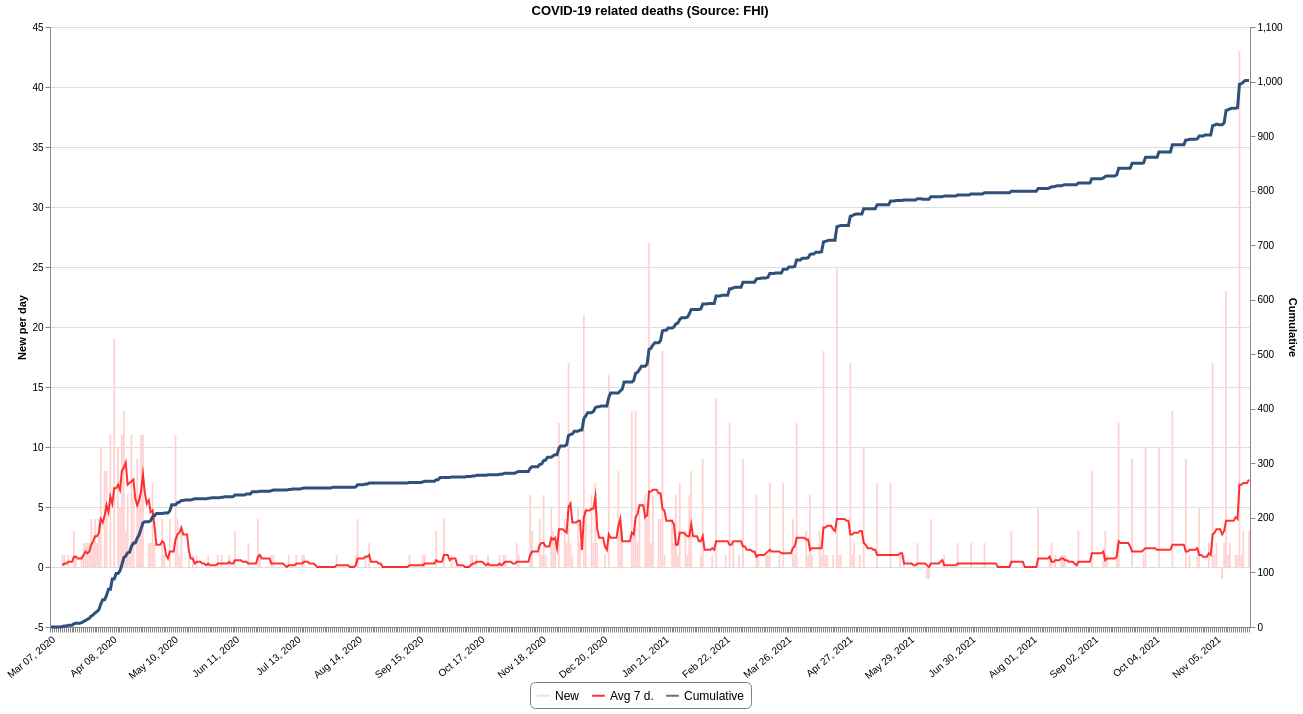 COVID-19 related deaths (Source: FHI)
45
40
35
30
25
20
15
10
5
0
-5
New per day
1,100
1,000
900
800
700
600
500
400
300
200
100
0
Cumulative
Mar 07, 2020
Apr 08, 2020
May 10, 2020
Jun 11, 2020
Jul 13, 2020
Aug 14, 2020
Sep 15, 2020
Oct 17, 2020
Nov 18, 2020
Dec 20, 2020
Jan 21, 2021
Feb 22, 2021
Mar 26, 2021
Apr 27, 2021
May 29, 2021
Jun 30, 2021
Aug 01, 2021
Sep 02, 2021
Oct 04, 2021
Nov 05, 2021
New Avg 7 d. Cumulative